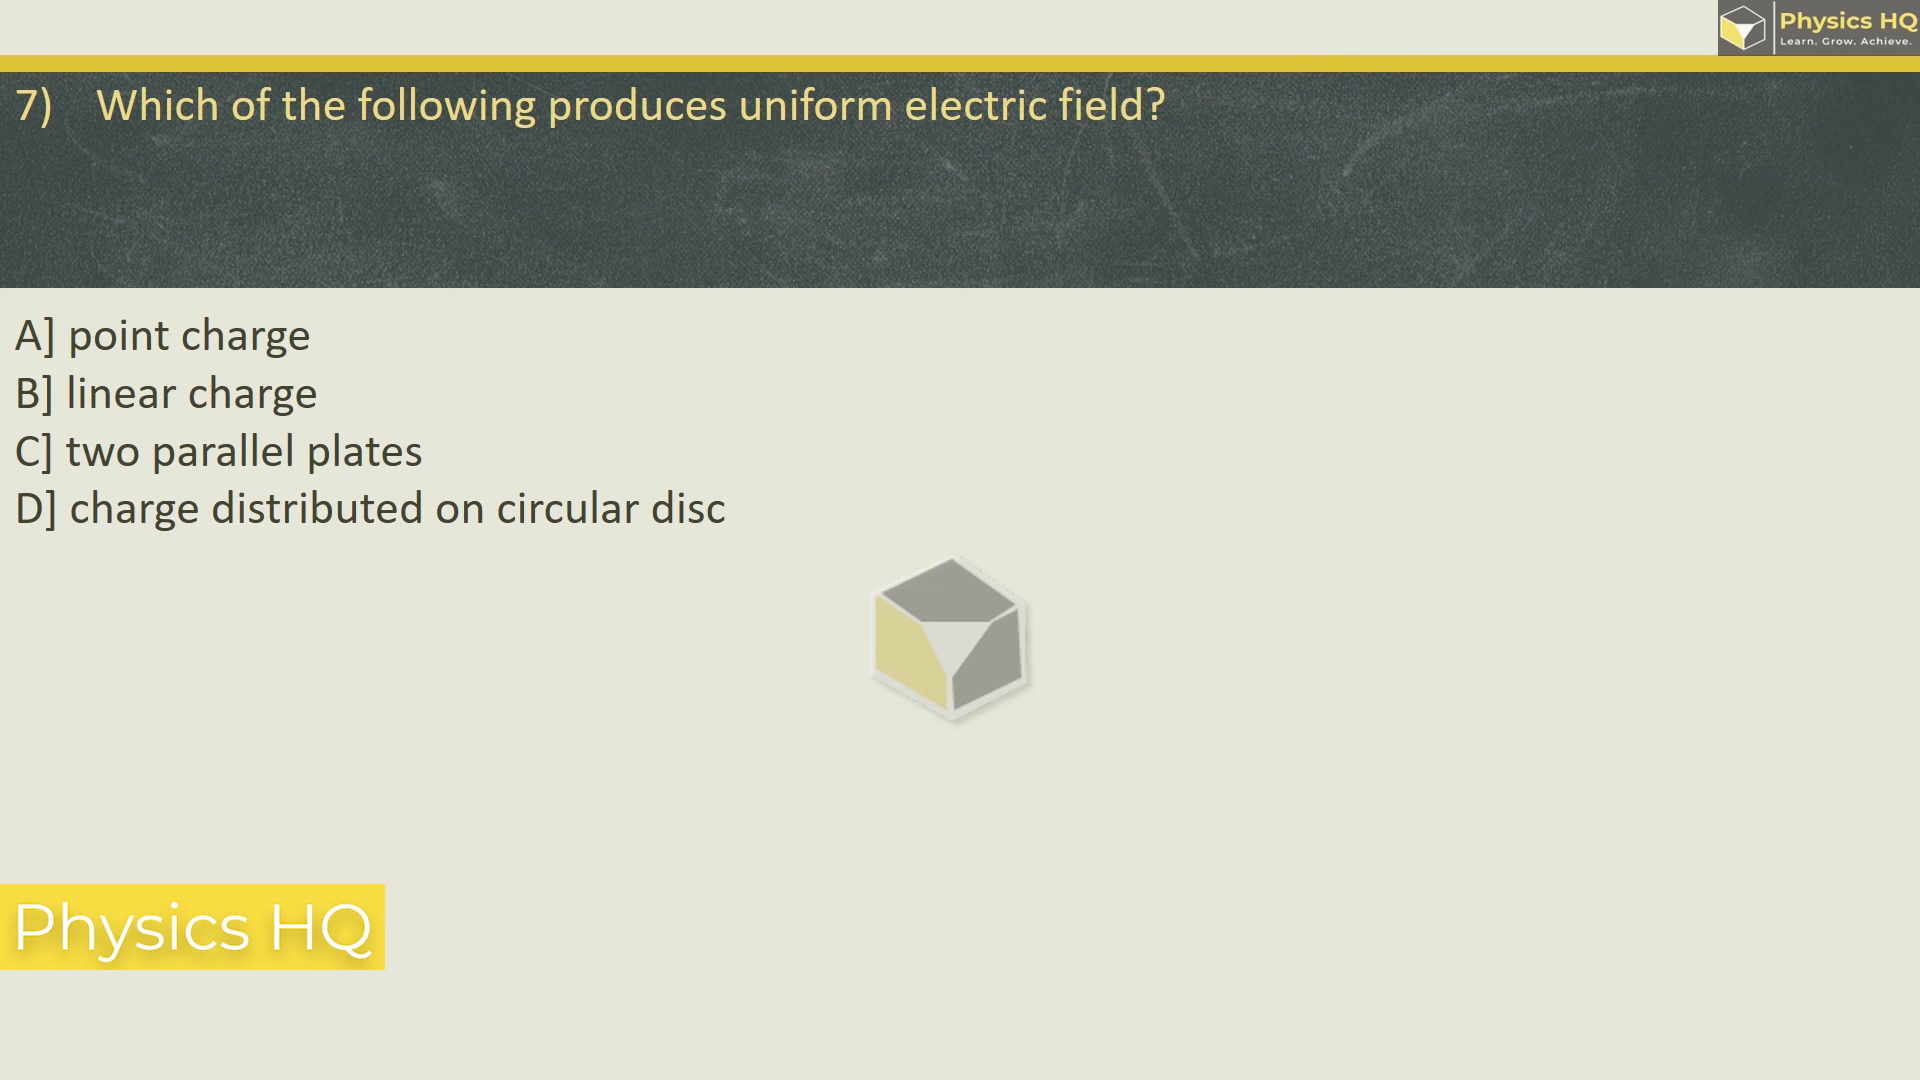 Physics HQ
Learn. Grow. Achieve.
7) Which of the following produces uniform electric field?
A] point charge
B] linear charge
C] two parallel plates
D] charge distributed on circular disc
Physics HQ